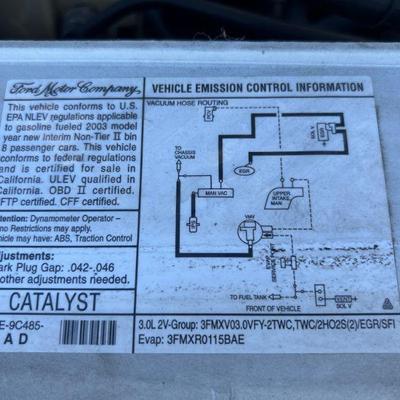 Ford Motor Company
VEHICLE EMISSION CONTROL INFORMATION
This vehicle conforms to U.S.
EPA NLEV regulations applicable
to gasoline fueled 2003 model
year new Interim Non-Tier II bin
8 passenger cars. This vehicle
conforms to federal regulations
and is certified for sale in
California. ULEV qualified in
California. OBD II certified.
FTP certified. CFF certified.
ttention: Dynamometer Operator -
o Restrictions may apply.
ehicle may have: ABS, Traction Control
djustments:
ark Plug Gap: .042-.046
other adjustments needed.
CATALYST
E-9C485-
AD
VACUUM HOSE ROUTING
TO
CHASSIS
VACUUM
MAN VAC
EGR
UPPER
INTAKE
MAN
VMV
TO FUEL TANK
FRONT OF VEHICLE
SOL V
3.0L 2V-Group: 3FMXV03.0VFY-2TWC,TWC/2HO2S(2)/EGR/SFI
Evap: 3FMXR0115BAE